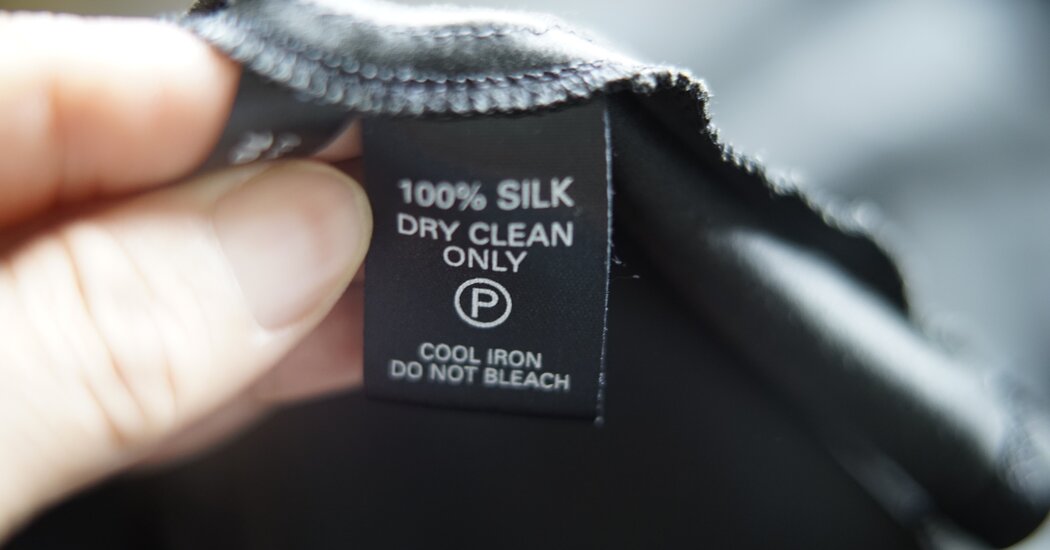 100% SILK
DRY CLEAN
ONLY
P
COOL IRON
DO NOT BLEACH